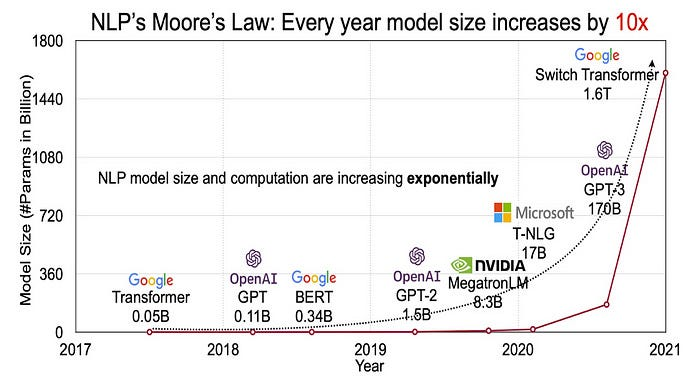 NLP's Moore's Law: Every year model size increases by 10x
Model Size (#Params in Billion)
1800
1440
1080
720
360
0
Google
Switch Transformer
1.6T
NLP model size and computation are increasing exponentially
OpenAI
GPT-3
170B
Microsoft
T-NLG
17B
NVIDIA
MegatronLM
8.3B
Google
Transformer
0.05B
OpenAI
GPT
0.11B
Google
BERT
0.34B
OpenAI
GPT-2
1.5B
2017
2018
2019
2020
2021
Year